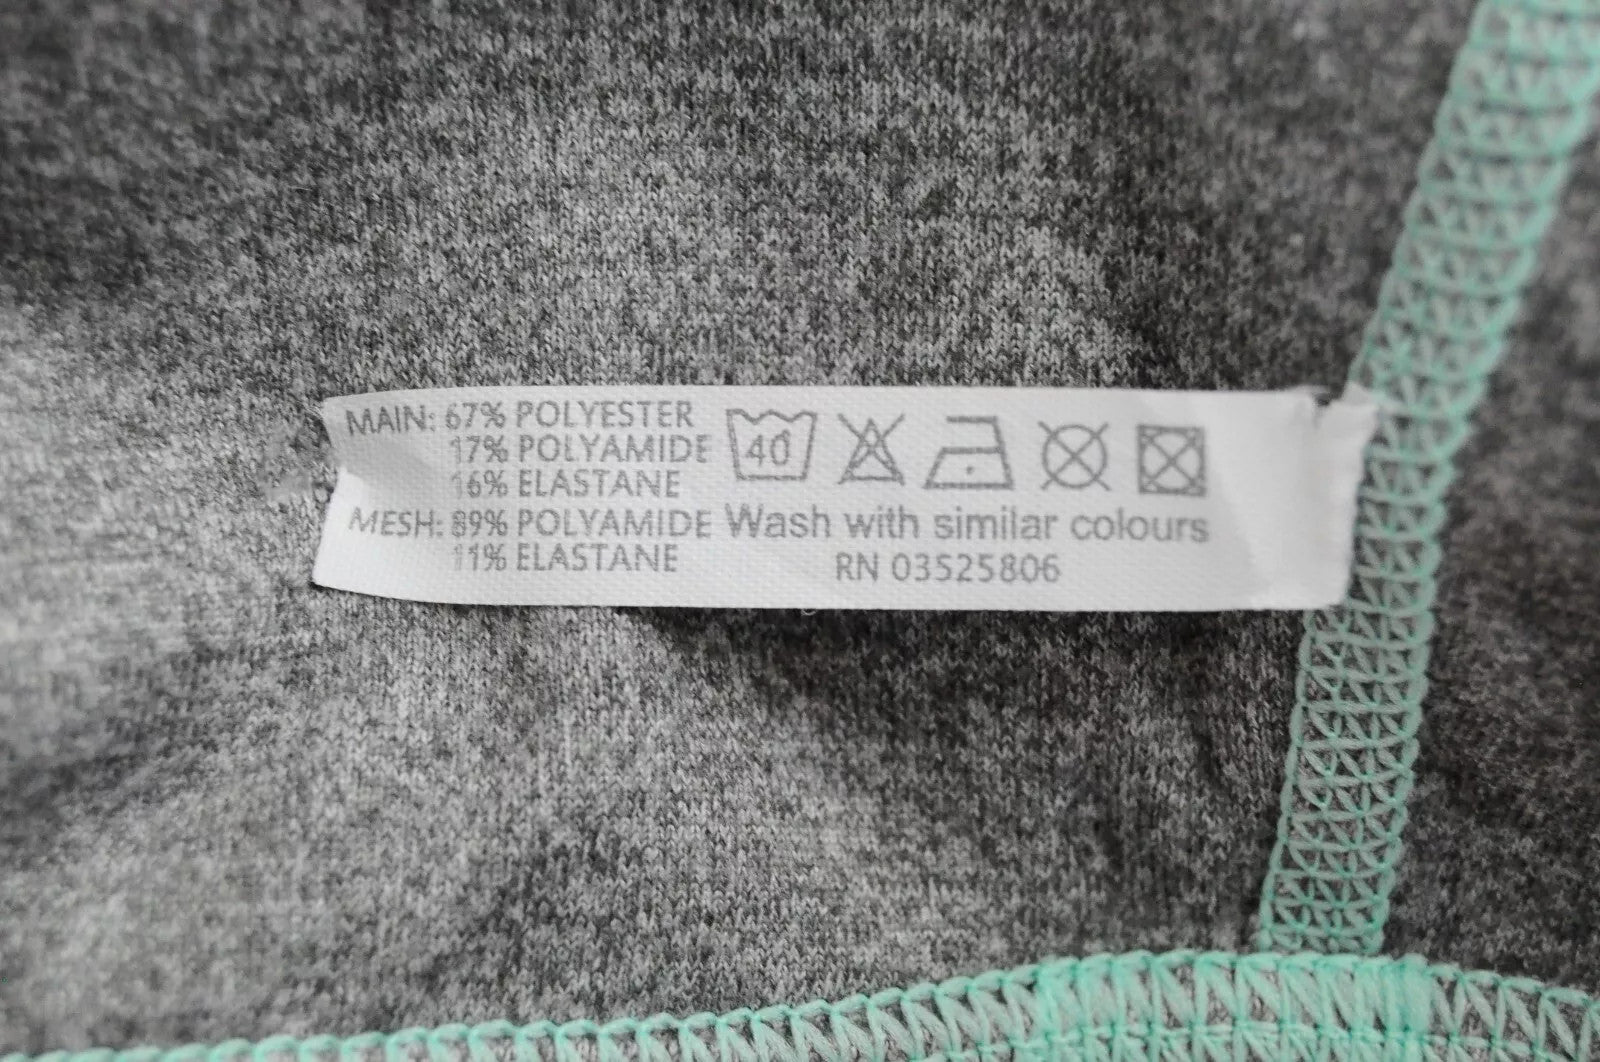 MAIN: 67% POLYESTER
17% POLYAMIDE
16% ELASTANE
MESH: 89% POLYAMIDE
11% ELASTANE
40
Wash with similar colours
RN 03525806